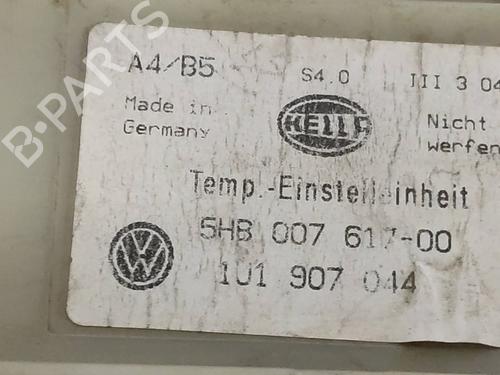 A4/B5 S4.0 III 3 04
Made in Germany
HELLA
Nicht werfen
Temp.-Einstelleinheit
5HB 007 617-00
1U1 907 044
B-PARTS